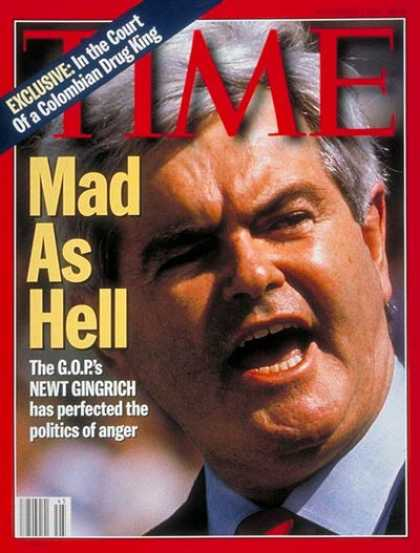 EXCLUSIVE: In the Court
Of a Colombian Drug King
TIME
Mad
As
Hell
The G.O.P.'s
NEWT GINGRICH
has perfected the
politics of anger
45